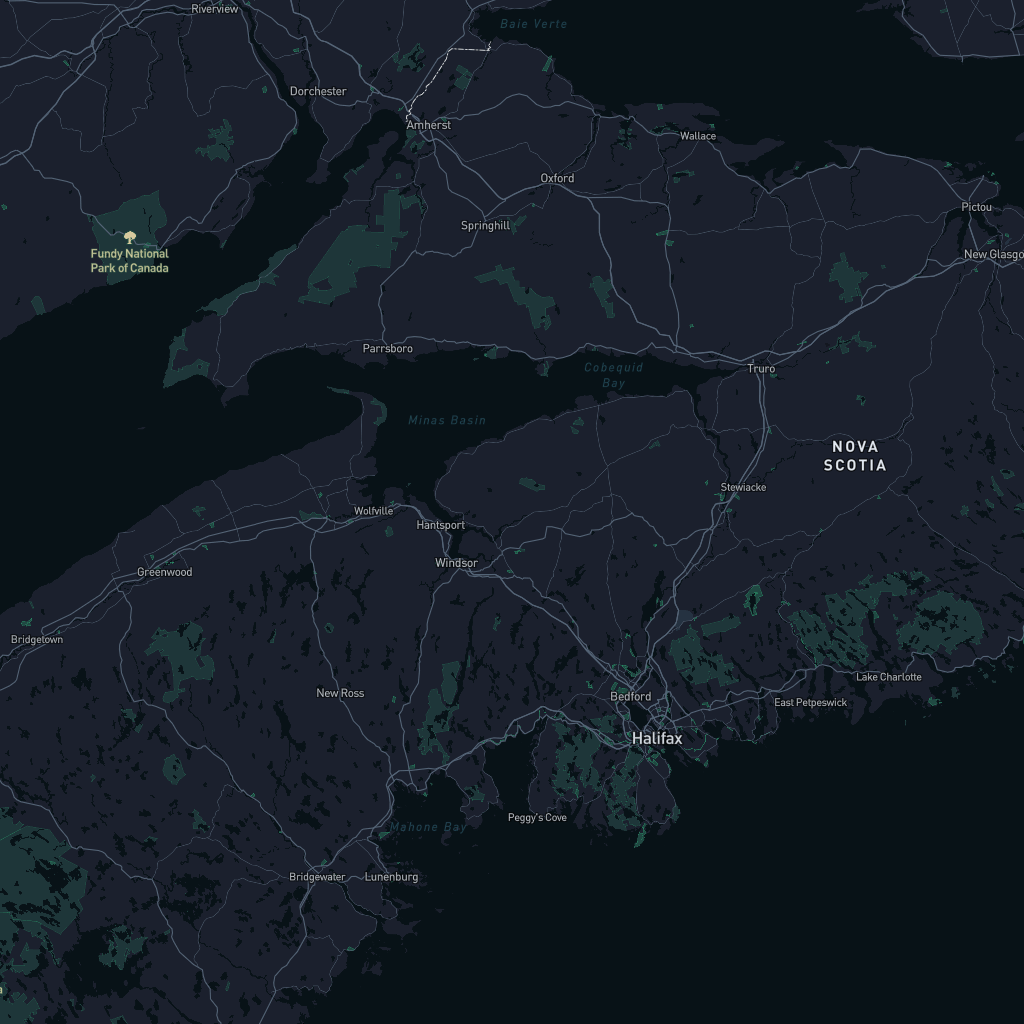 Riverview
Baie Verte
Dorchester
Amherst
Wallace
Oxford
Pictou
Springhill
Fundy National
Park of Canada
New Glasgo
Parrsboro
Cobequid
Bay
Truro
Minas Basin
NOVA
SCOTIA
Stewiacke
Wolfville
Hantsport
Windsor
Greenwood
Bridgetown
Lake Charlotte
New Ross
Bedford
East Petpeswick
Halifax
Peggy's Cove
Mahone Bay
Bridgewater
Lunenburg